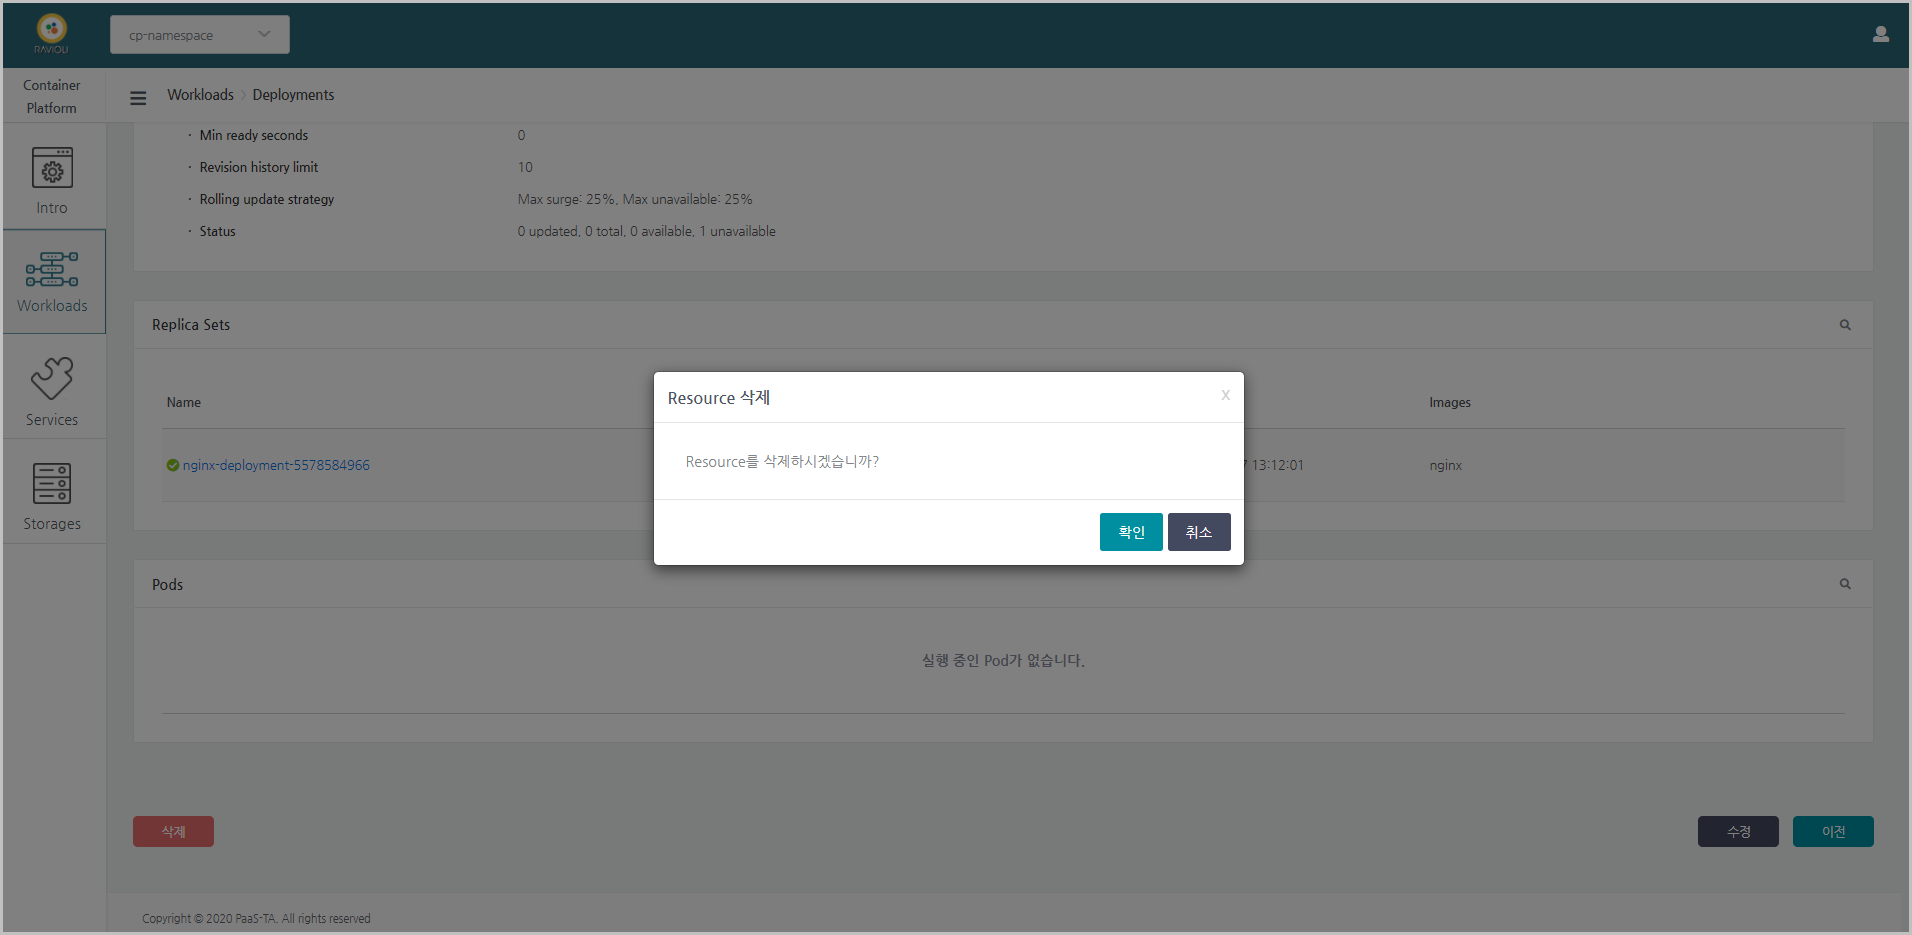 RAVIOLI
cp-namespace
Container
Platform
Workloads > Deployments
· Min ready seconds 0
· Revision history limit 10
· Rolling update strategy Max surge: 25%, Max unavailable: 25%
· Status 0 updated, 0 total, 0 available, 1 unavailable
Intro
Workloads
Services
Storages
Replica Sets
Name Images
nginx-deployment-5578584966 13:12:01 nginx
Resource 삭제 X
Resource를 삭제하시겠습니까?
확인 취소
Pods
실행 중인 Pod가 없습니다.
삭제 수정 이전
Copyright © 2020 PaaS-TA. All rights reserved